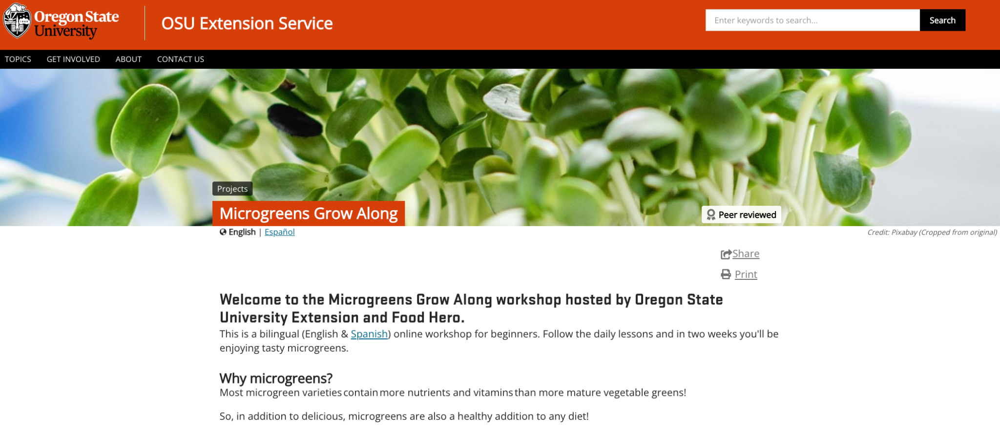 Oregon State
University
OSU Extension Service
Enter keywords to search...
Search
TOPICS GET INVOLVED ABOUT CONTACT US
Projects
Microgreens Grow Along
Peer reviewed
English | Español
Credit: Pixabay (Cropped from original)
Share
Print
Welcome to the Microgreens Grow Along workshop hosted by Oregon State
University Extension and Food Hero.
This is a bilingual (English & Spanish) online workshop for beginners. Follow the daily lessons and in two weeks you'll be
enjoying tasty microgreens.
Why microgreens?
Most microgreen varieties contain more nutrients and vitamins than more mature vegetable greens!
So, in addition to delicious, microgreens are also a healthy addition to any diet!